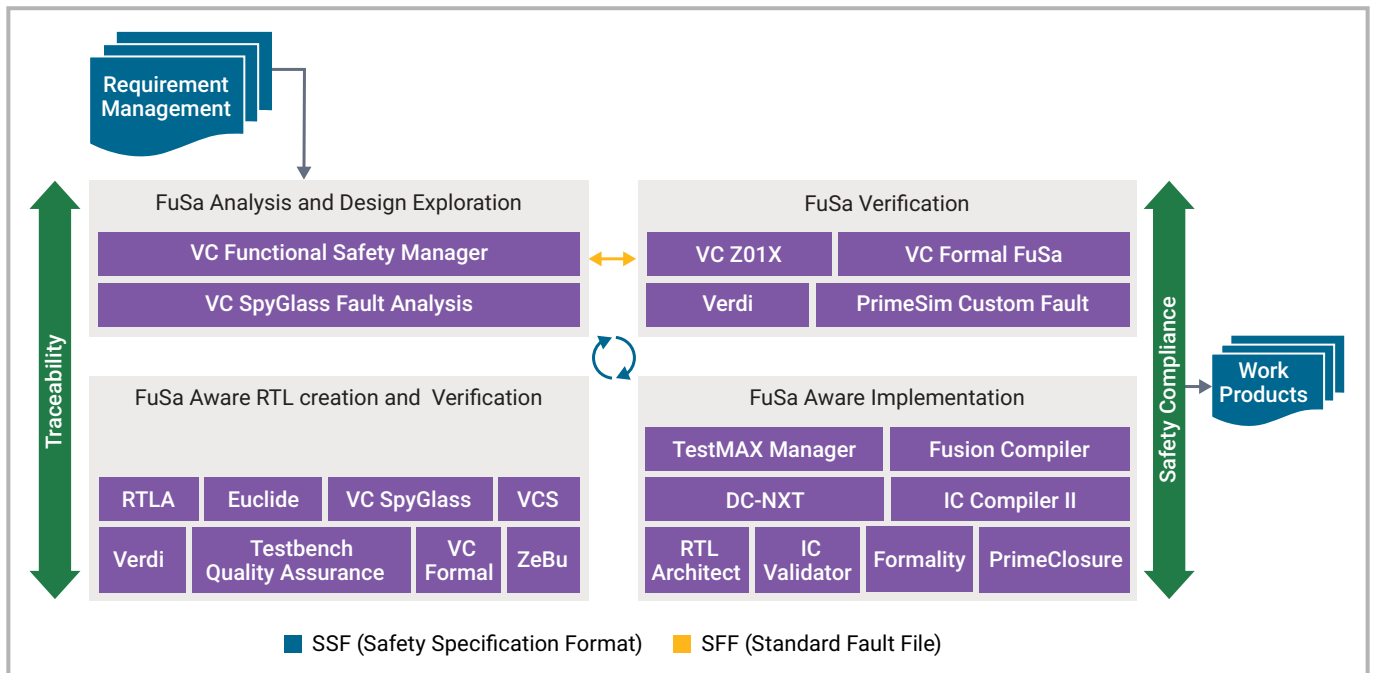 Requirement
Management
Traceability
FuSa Analysis and Design Exploration
VC Functional Safety Manager
VC SpyGlass Fault Analysis
FuSa Verification
VC Z01X
VC Formal FuSa
Verdi
PrimeSim Custom Fault
FuSa Aware RTL creation and Verification
RTLA
Euclide
VC SpyGlass
VCS
Verdi
Testbench
Quality Assurance
VC
Formal
ZeBu
FuSa Aware Implementation
TestMAX Manager
Fusion Compiler
DC-NXT
IC Compiler II
RTL
Architect
IC
Validator
Formality
PrimeClosure
Safety Compliance
Work
Products
SSF (Safety Specification Format)
SFF (Standard Fault File)